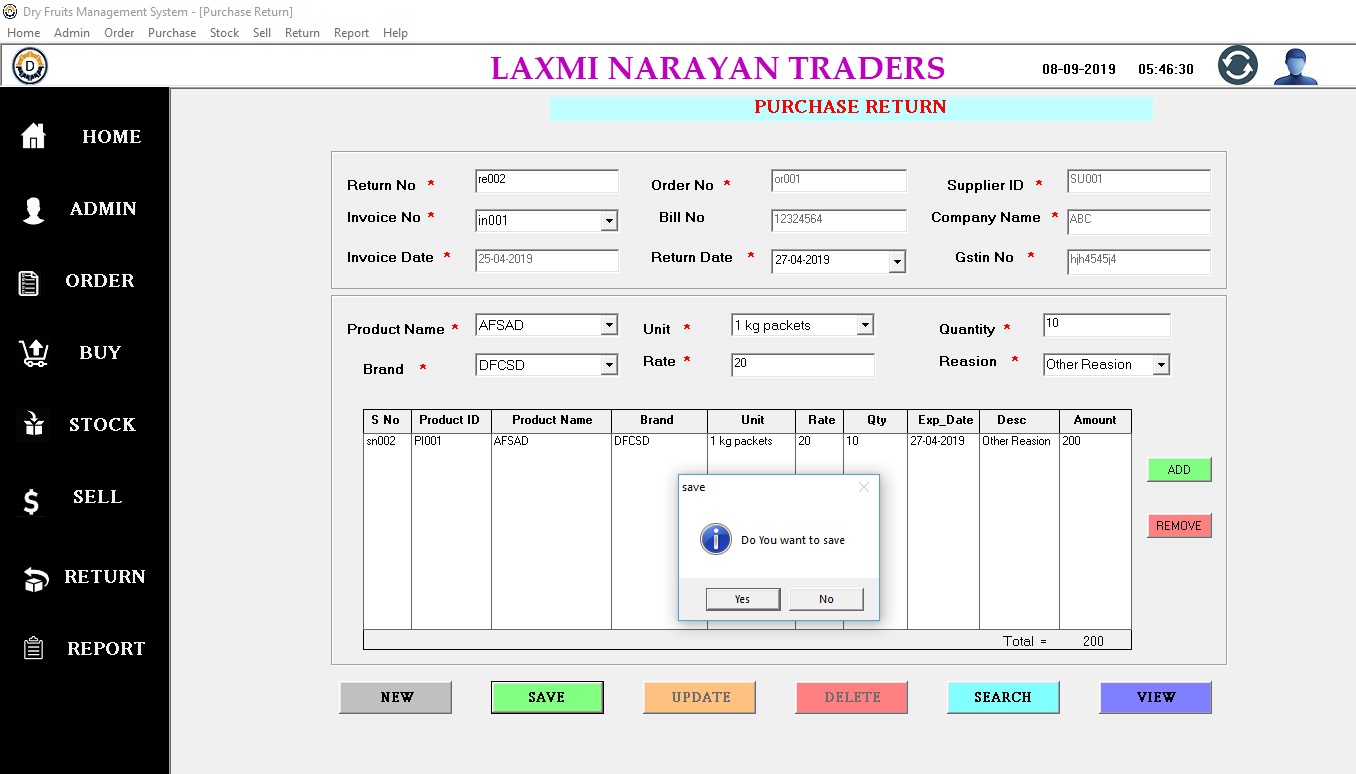 Dry Fruits Management System - [Purchase Return]
Home Admin Order Purchase Stock Sell Return Report Help
D LAXMI NARAYAN TRADERS 08-09-2019 05:46:30
PURCHASE RETURN
HOME
ADMIN
ORDER
BUY
STOCK
SELL
RETURN
REPORT
Return No * re002 Order No * or001 Supplier ID * SU001
Invoice No * in001 Bill No 12324564 Company Name * ABC
Invoice Date * 25-04-2019 Return Date * 27-04-2019 Gstin No * hjh4545j4
Product Name * AFSAD Unit * 1 kg packets Quantity * 10
Brand * DFCSD Rate * 20 Reasion * Other Reasion
S No Product ID Product Name Brand Unit Rate Qty Exp_Date Desc Amount
sn002 PI001 AFSAD DFCSD 1 kg packets 20 10 27-04-2019 Other Reasion 200
ADD
REMOVE
save
Do You want to save
Yes No
Total = 200
NEW SAVE UPDATE DELETE SEARCH VIEW